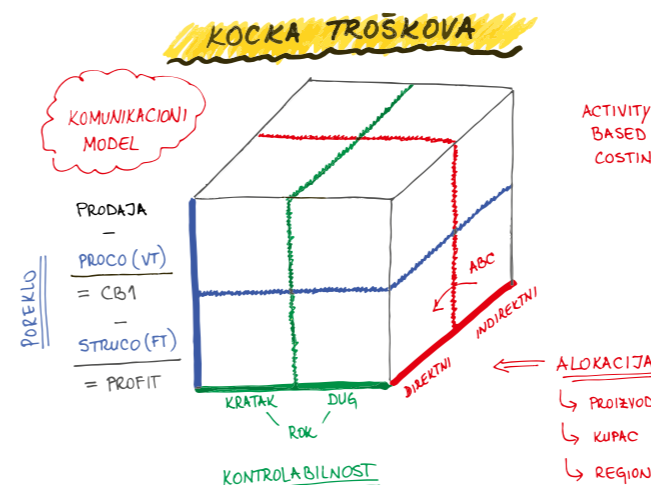 KOCKA TROŠKOVA
KOMUNIKACIONI
MODEL
ACTIVITY
BASED
COSTIN
PRODAJA
–
PROCO (VT)
= CB1
–
STRUCO (FT)
= PROFIT
POREKLO
ABC
DIREKTNI
INDIREKTNI
KRATAK
DUG
ROK
KONTROLABILNOST
ALOKACIJA
PROIZVOD
KUPAC
REGION